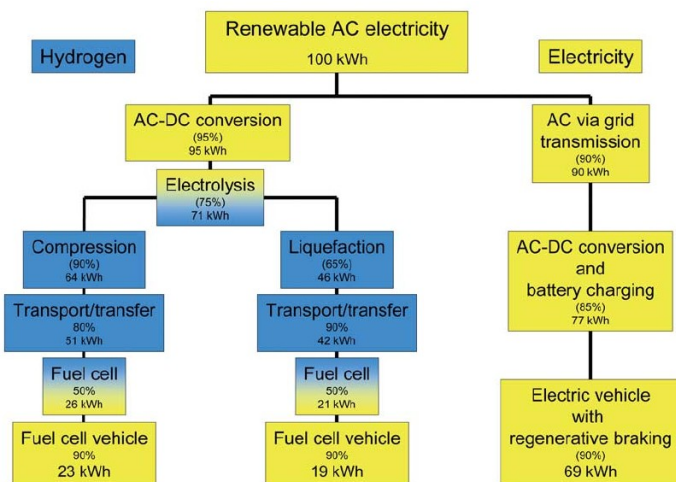 Hydrogen
Renewable AC electricity
100 kWh
Electricity
AC-DC conversion
(95%)
95 kWh
AC via grid
transmission
(90%)
90 kWh
Electrolysis
(75%)
71 kWh
Compression
(90%)
64 kWh
Liquefaction
(65%)
46 kWh
AC-DC conversion
and
battery charging
(85%)
77 kWh
Transport/transfer
80%
51 kWh
Transport/transfer
90%
42 kWh
Fuel cell
50%
26 kWh
Fuel cell
50%
21 kWh
Electric vehicle
with
regenerative braking
(90%)
69 kWh
Fuel cell vehicle
90%
23 kWh
Fuel cell vehicle
90%
19 kWh